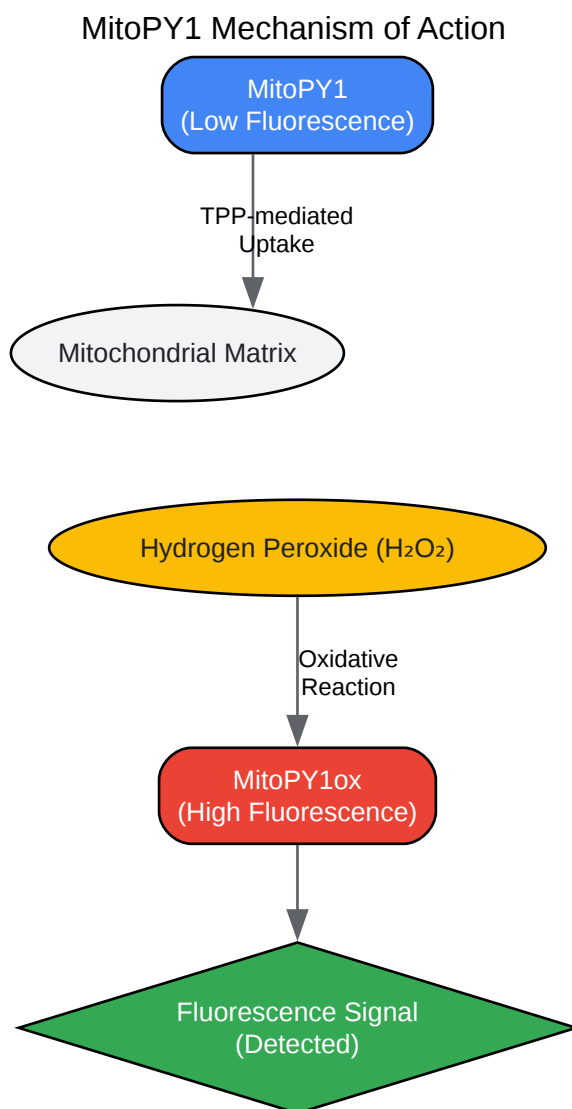 MitoPY1 Mechanism of Action
MitoPY1
(Low Fluorescence)
TPP-mediated
Uptake
Mitochondrial Matrix
Hydrogen Peroxide (H₂O₂)
Oxidative
Reaction
MitoPY1ox
(High Fluorescence)
Fluorescence Signal
(Detected)